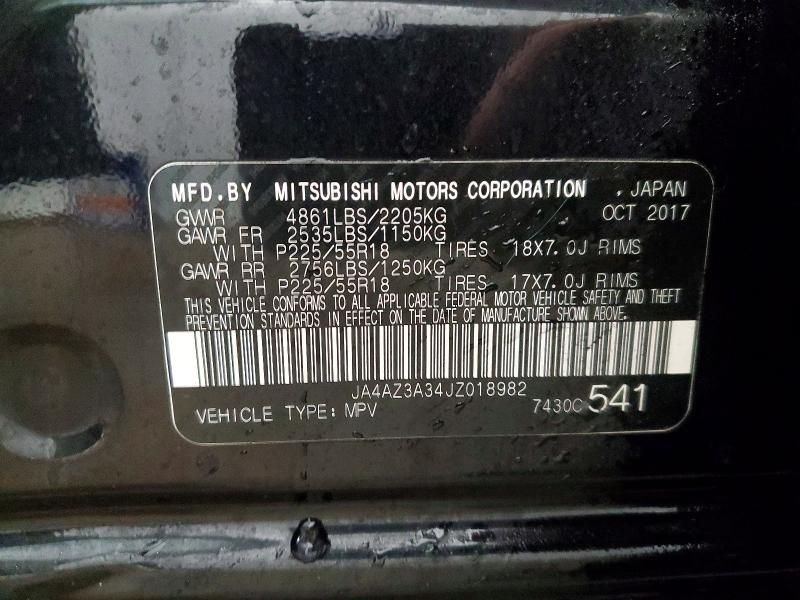 MFD. BY MITSUBISHI MOTORS CORPORATION , JAPAN
GWWR 4861LBS/2205KG OCT 2017
GAWR FR 2535LBS/1150KG
WITH P225/55R18 TIRES 18X7.0J RIMS
GAWR RR 2756LBS/1250KG
WITH P225/55R18 TIRES 17X7.0J RIMS
THIS VEHICLE CONFORMS TO ALL APPLICABLE FEDERAL MOTOR VEHICLE SAFETY AND THEFT
PREVENTION STANDARDS IN EFFECT ON THE DATE OF MANUFACTURE SHOWN ABOVE.
JA4AZ3A34JZ018982
VEHICLE TYPE: MPV 7430C 541